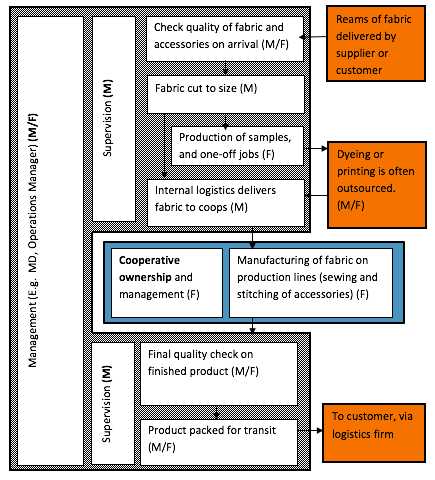 Management (E.g.  MD, Operations Manager) (M/F)
Supervision (M)
Check quality of fabric and
accessories on arrival (M/F)
Reams of fabric
delivered by
supplier or
customer
Fabric cut to size (M)
Production of samples,
and one-off jobs (F)
Dyeing or
printing is often
outsourced.
(M/F)
Internal logistics delivers
fabric to coops (M)
Cooperative
ownership and
management (F)
Manufacturing of fabric on
production lines (sewing and
stitching of accessories) (F)
Supervision (M)
Final quality check on
finished product (M/F)
Product packed for transit
(M/F)
To customer, via
logistics firm